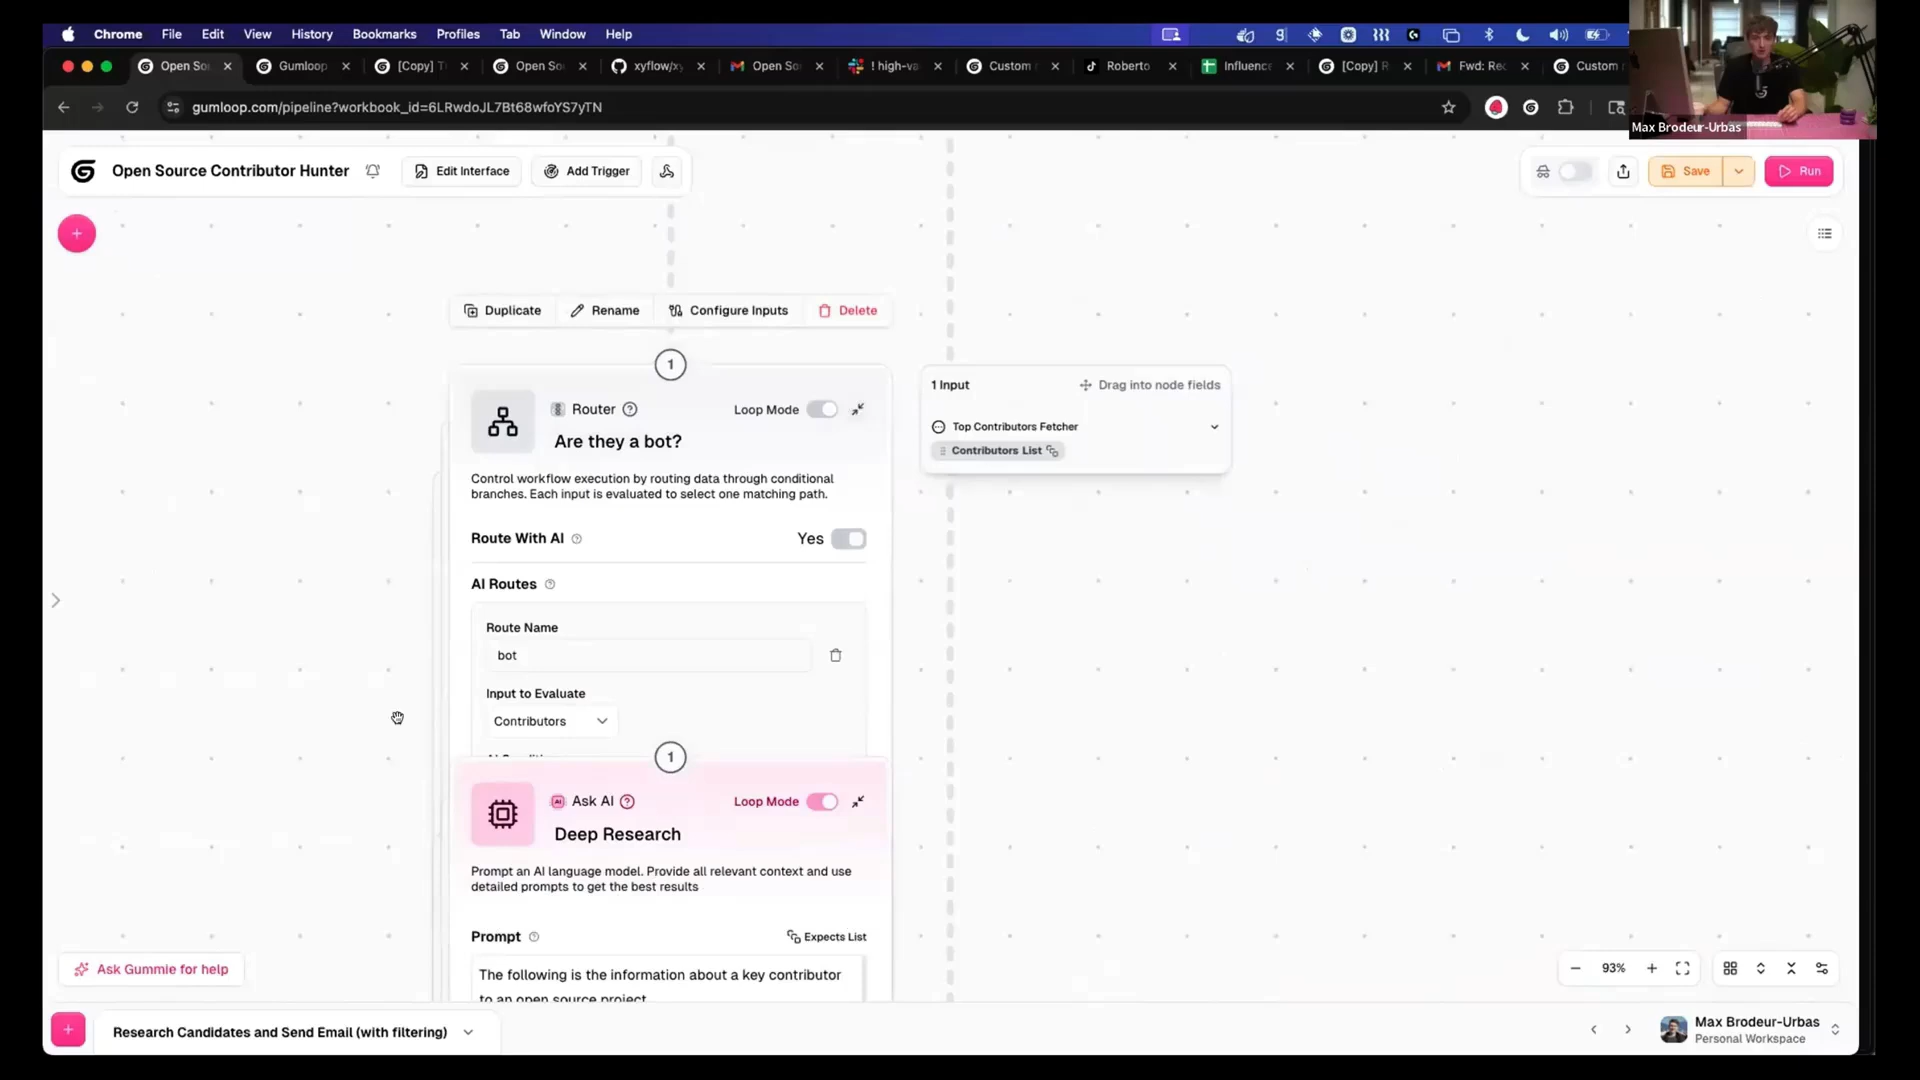 Chrome File Edit View History Bookmarks Profiles Tab Window Help
Open So
Gumloop
[Copy] T
Open So
xyflow/xy
Open So
! high-va
Custom
Roberto
Influence
[Copy] R
Fwd: Rec
Custom
gumloop.com/pipeline?workbook_id=6LRwdoJL7Bt68wfoYS7yTN
Max Brodeur-Urbas
Open Source Contributor Hunter
Edit Interface
Add Trigger
Save
Run
Duplicate
Rename
Configure Inputs
Delete
1
Router
Loop Mode
Are they a bot?
Control workflow execution by routing data through conditional
branches. Each input is evaluated to select one matching path.
Route With AI
Yes
AI Routes
Route Name
bot
Input to Evaluate
Contributors
1 Input
Drag into node fields
Top Contributors Fetcher
Contributors List
1
Ask AI
Loop Mode
Deep Research
Prompt an AI language model. Provide all relevant context and use
detailed prompts to get the best results
Prompt
Expects List
The following is the information about a key contributor
to an open source project
Ask Gummie for help
93%
Research Candidates and Send Email (with filtering)
Max Brodeur-Urbas
Personal Workspace